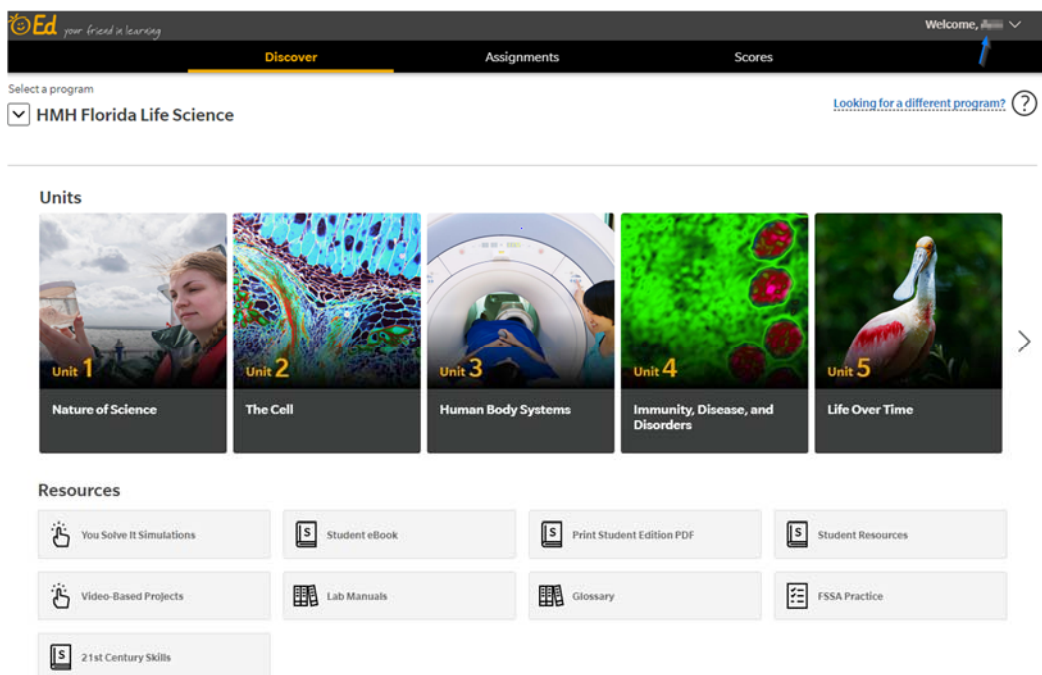 Ed your friend in learning
Welcome,
Discover Assignments Scores
Select a program
HMH Florida Life Science
Looking for a different program? ?
Units
Unit 1
Nature of Science
Unit 2
The Cell
Unit 3
Human Body Systems
Unit 4
Immunity, Disease, and
Disorders
Unit 5
Life Over Time
Resources
You Solve It Simulations
S Student eBook
S Print Student Edition PDF
S Student Resources
Video-Based Projects
Lab Manuals
Glossary
FSSA Practice
S 21st Century Skills